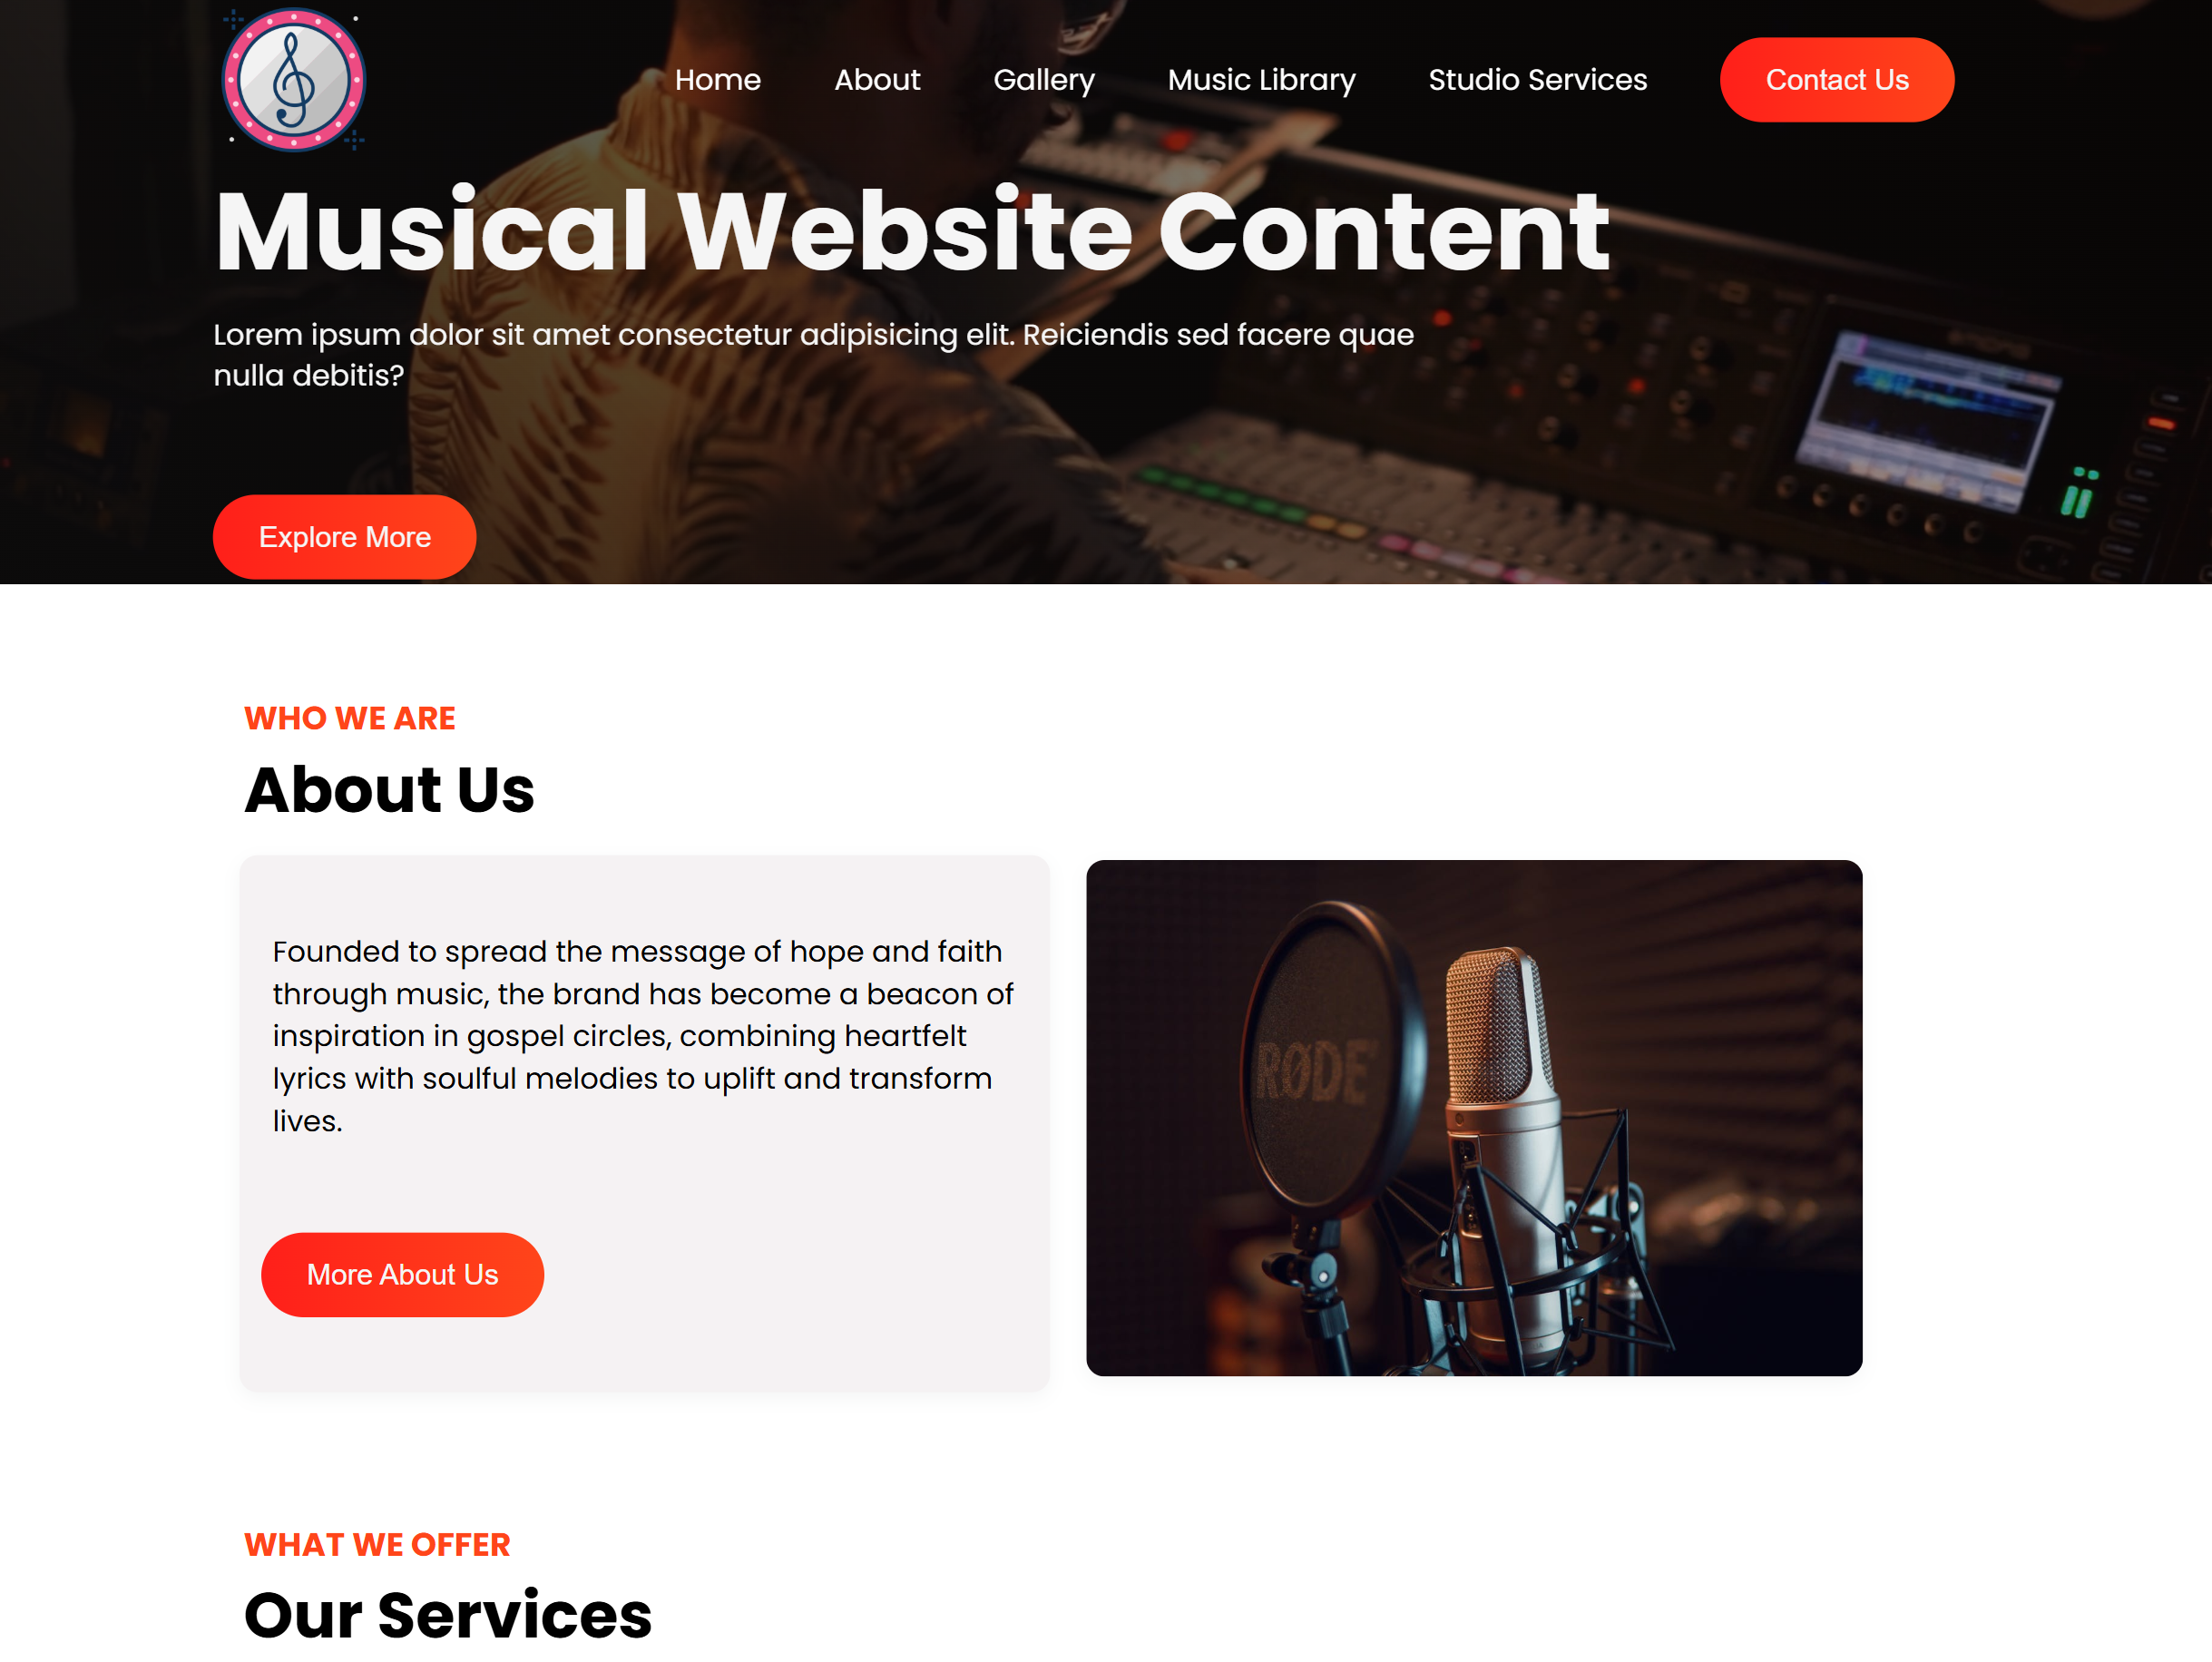 Home About Gallery Music Library Studio Services Contact Us
Musical Website Content
Lorem ipsum dolor sit amet consectetur adipisicing elit. Reiciendis sed facere quae
nulla debitis?
Explore More
WHO WE ARE
About Us
Founded to spread the message of hope and faith
through music, the brand has become a beacon of
inspiration in gospel circles, combining heartfelt
lyrics with soulful melodies to uplift and transform
lives.
More About Us
RØDE
WHAT WE OFFER
Our Services